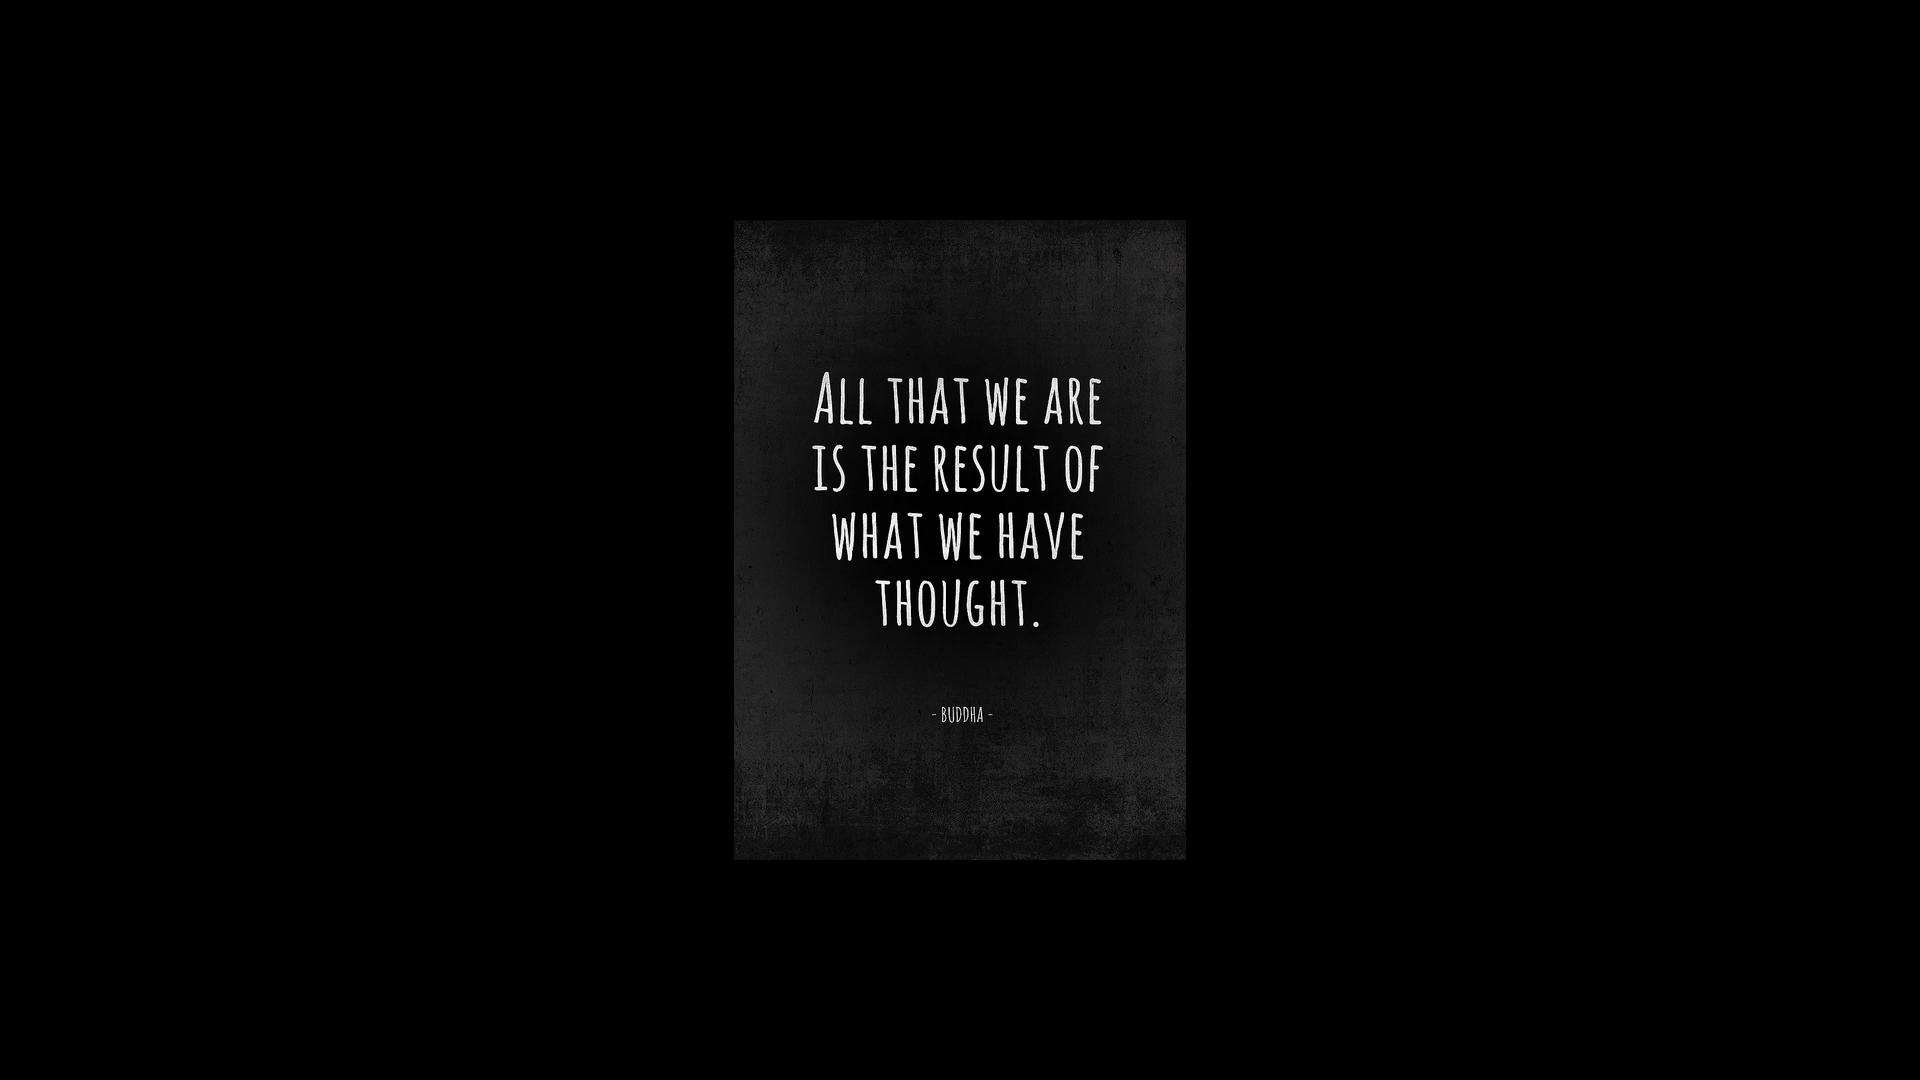 All that we are
is the result of
what we have
thought.
- Buddha -